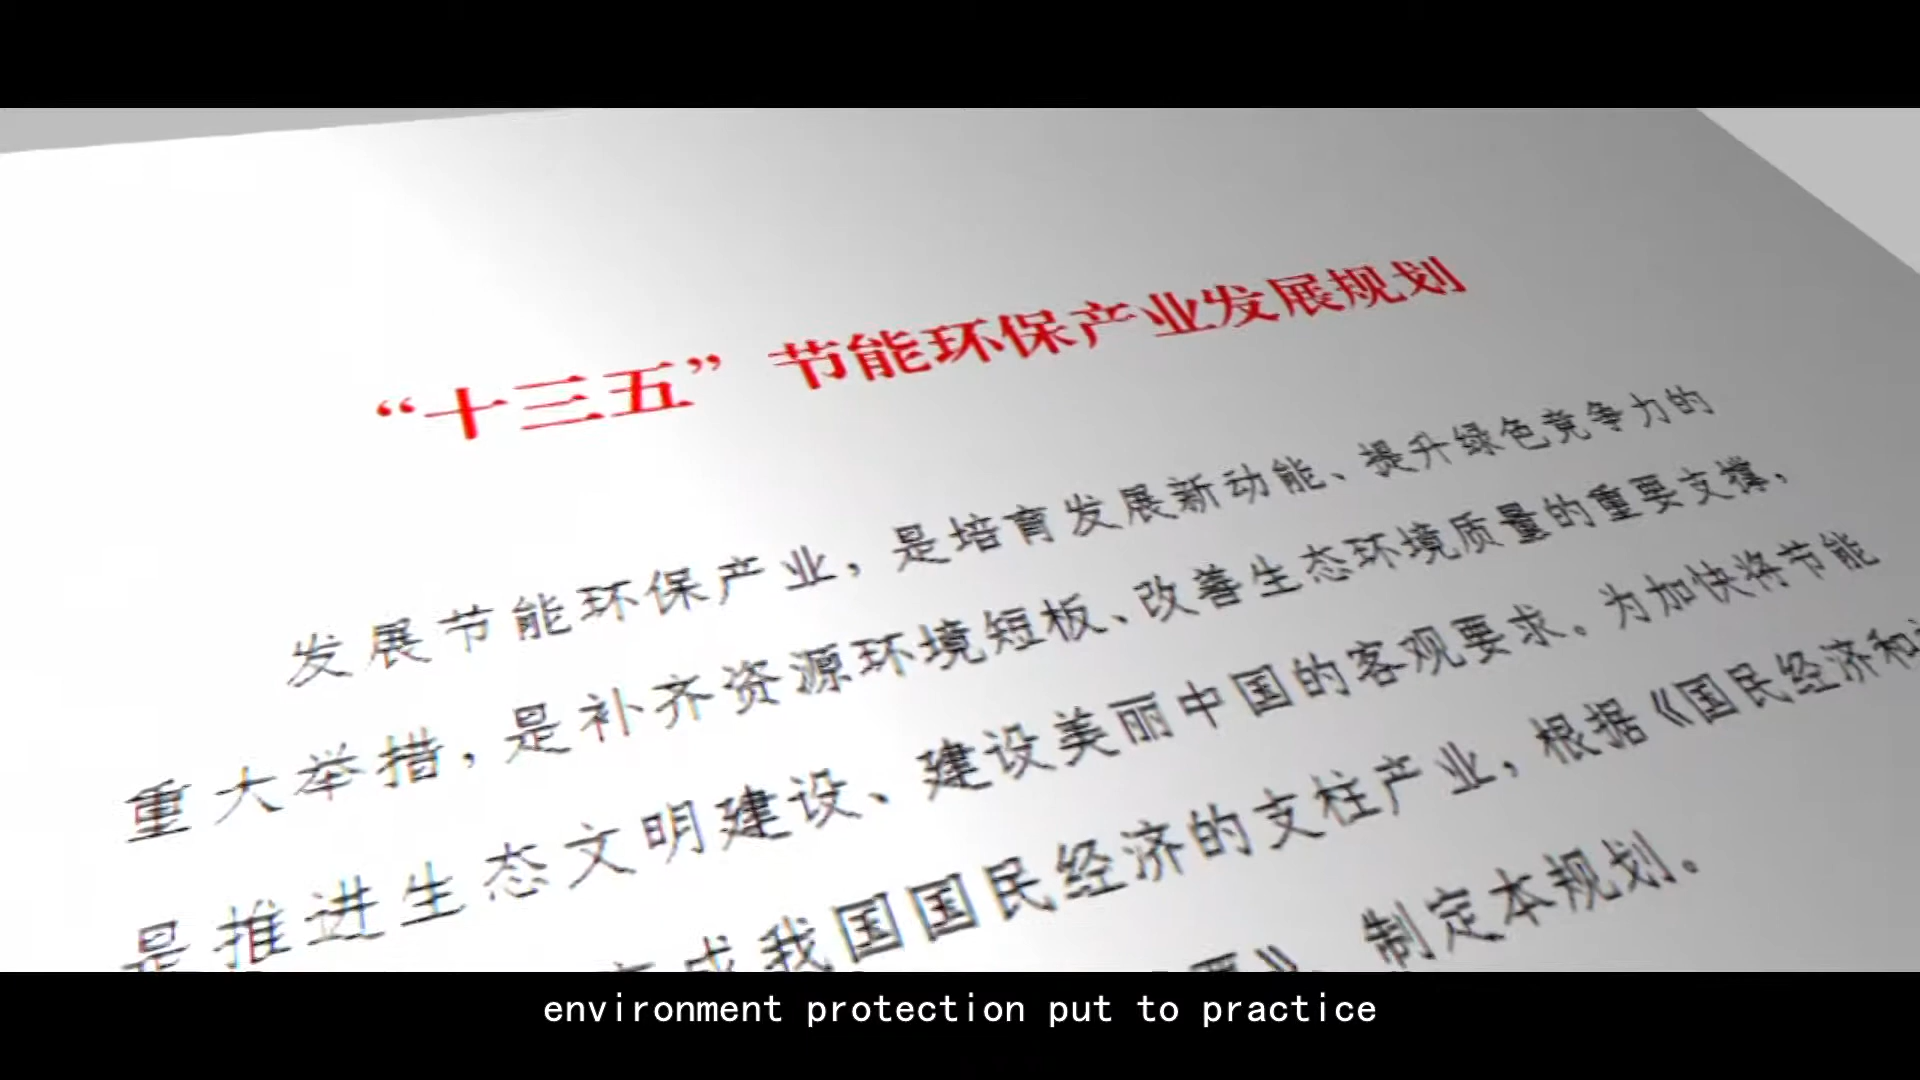 “十三五”节能环保产业发展规划
发展节能环保产业，是培育发展新动能、提升绿色竞争力的
重大举措，是补齐资源环境短板、改善生态环境质量的重要支撑，
是推进生态文明建设、建设美丽中国的客观要求。为加快将节能
成我国国民经济的支柱产业，根据《国民经济和
》，制定本规划。
environment protection put to practice